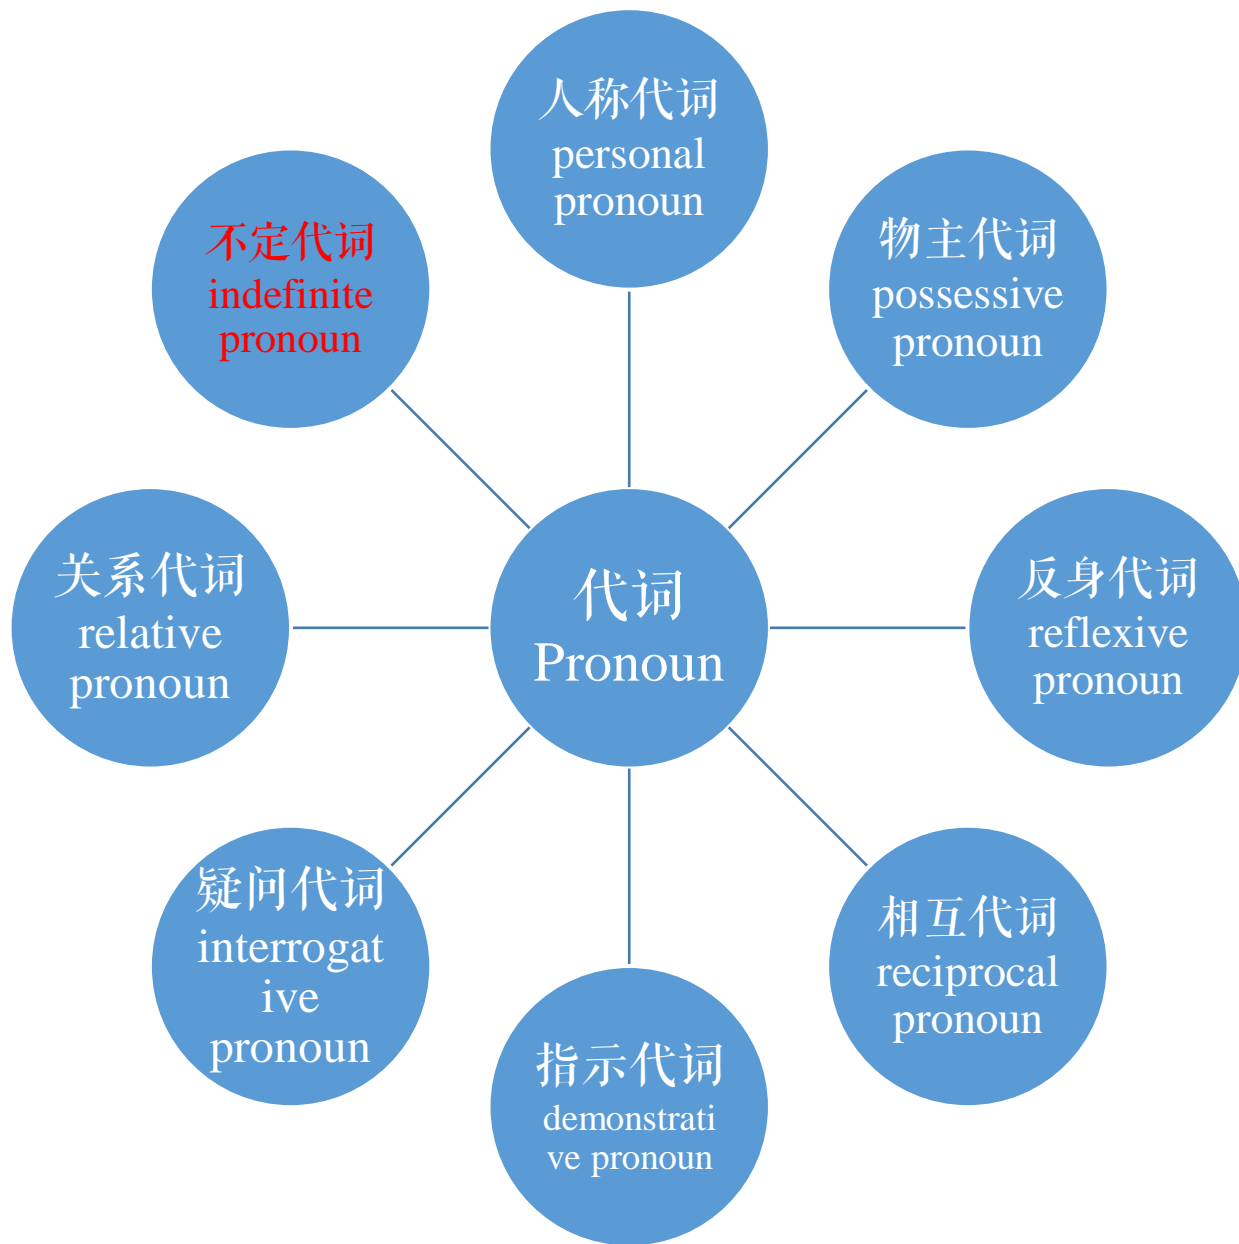 人称代词
personal
pronoun
不定代词
indefinite
pronoun
物主代词
possessive
pronoun
关系代词
relative
pronoun
代词
Pronoun
反身代词
reflexive
pronoun
疑问代词
interrogat
ive
pronoun
相互代词
reciprocal
pronoun
指示代词
demonstrati
ve pronoun